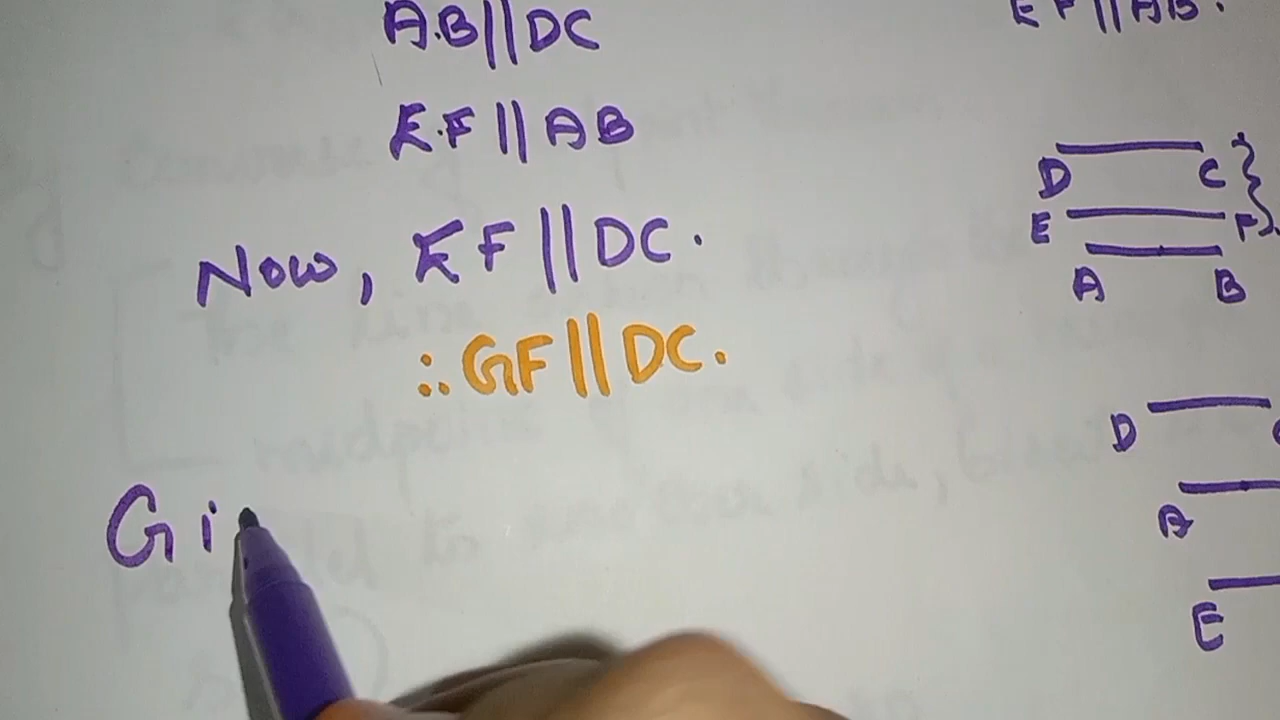 A.B||DC
E.F||AB
Now, EF||DC.
∴GF||DC.
Gi
EF||AB.
D C
E F
A B
D
A
E